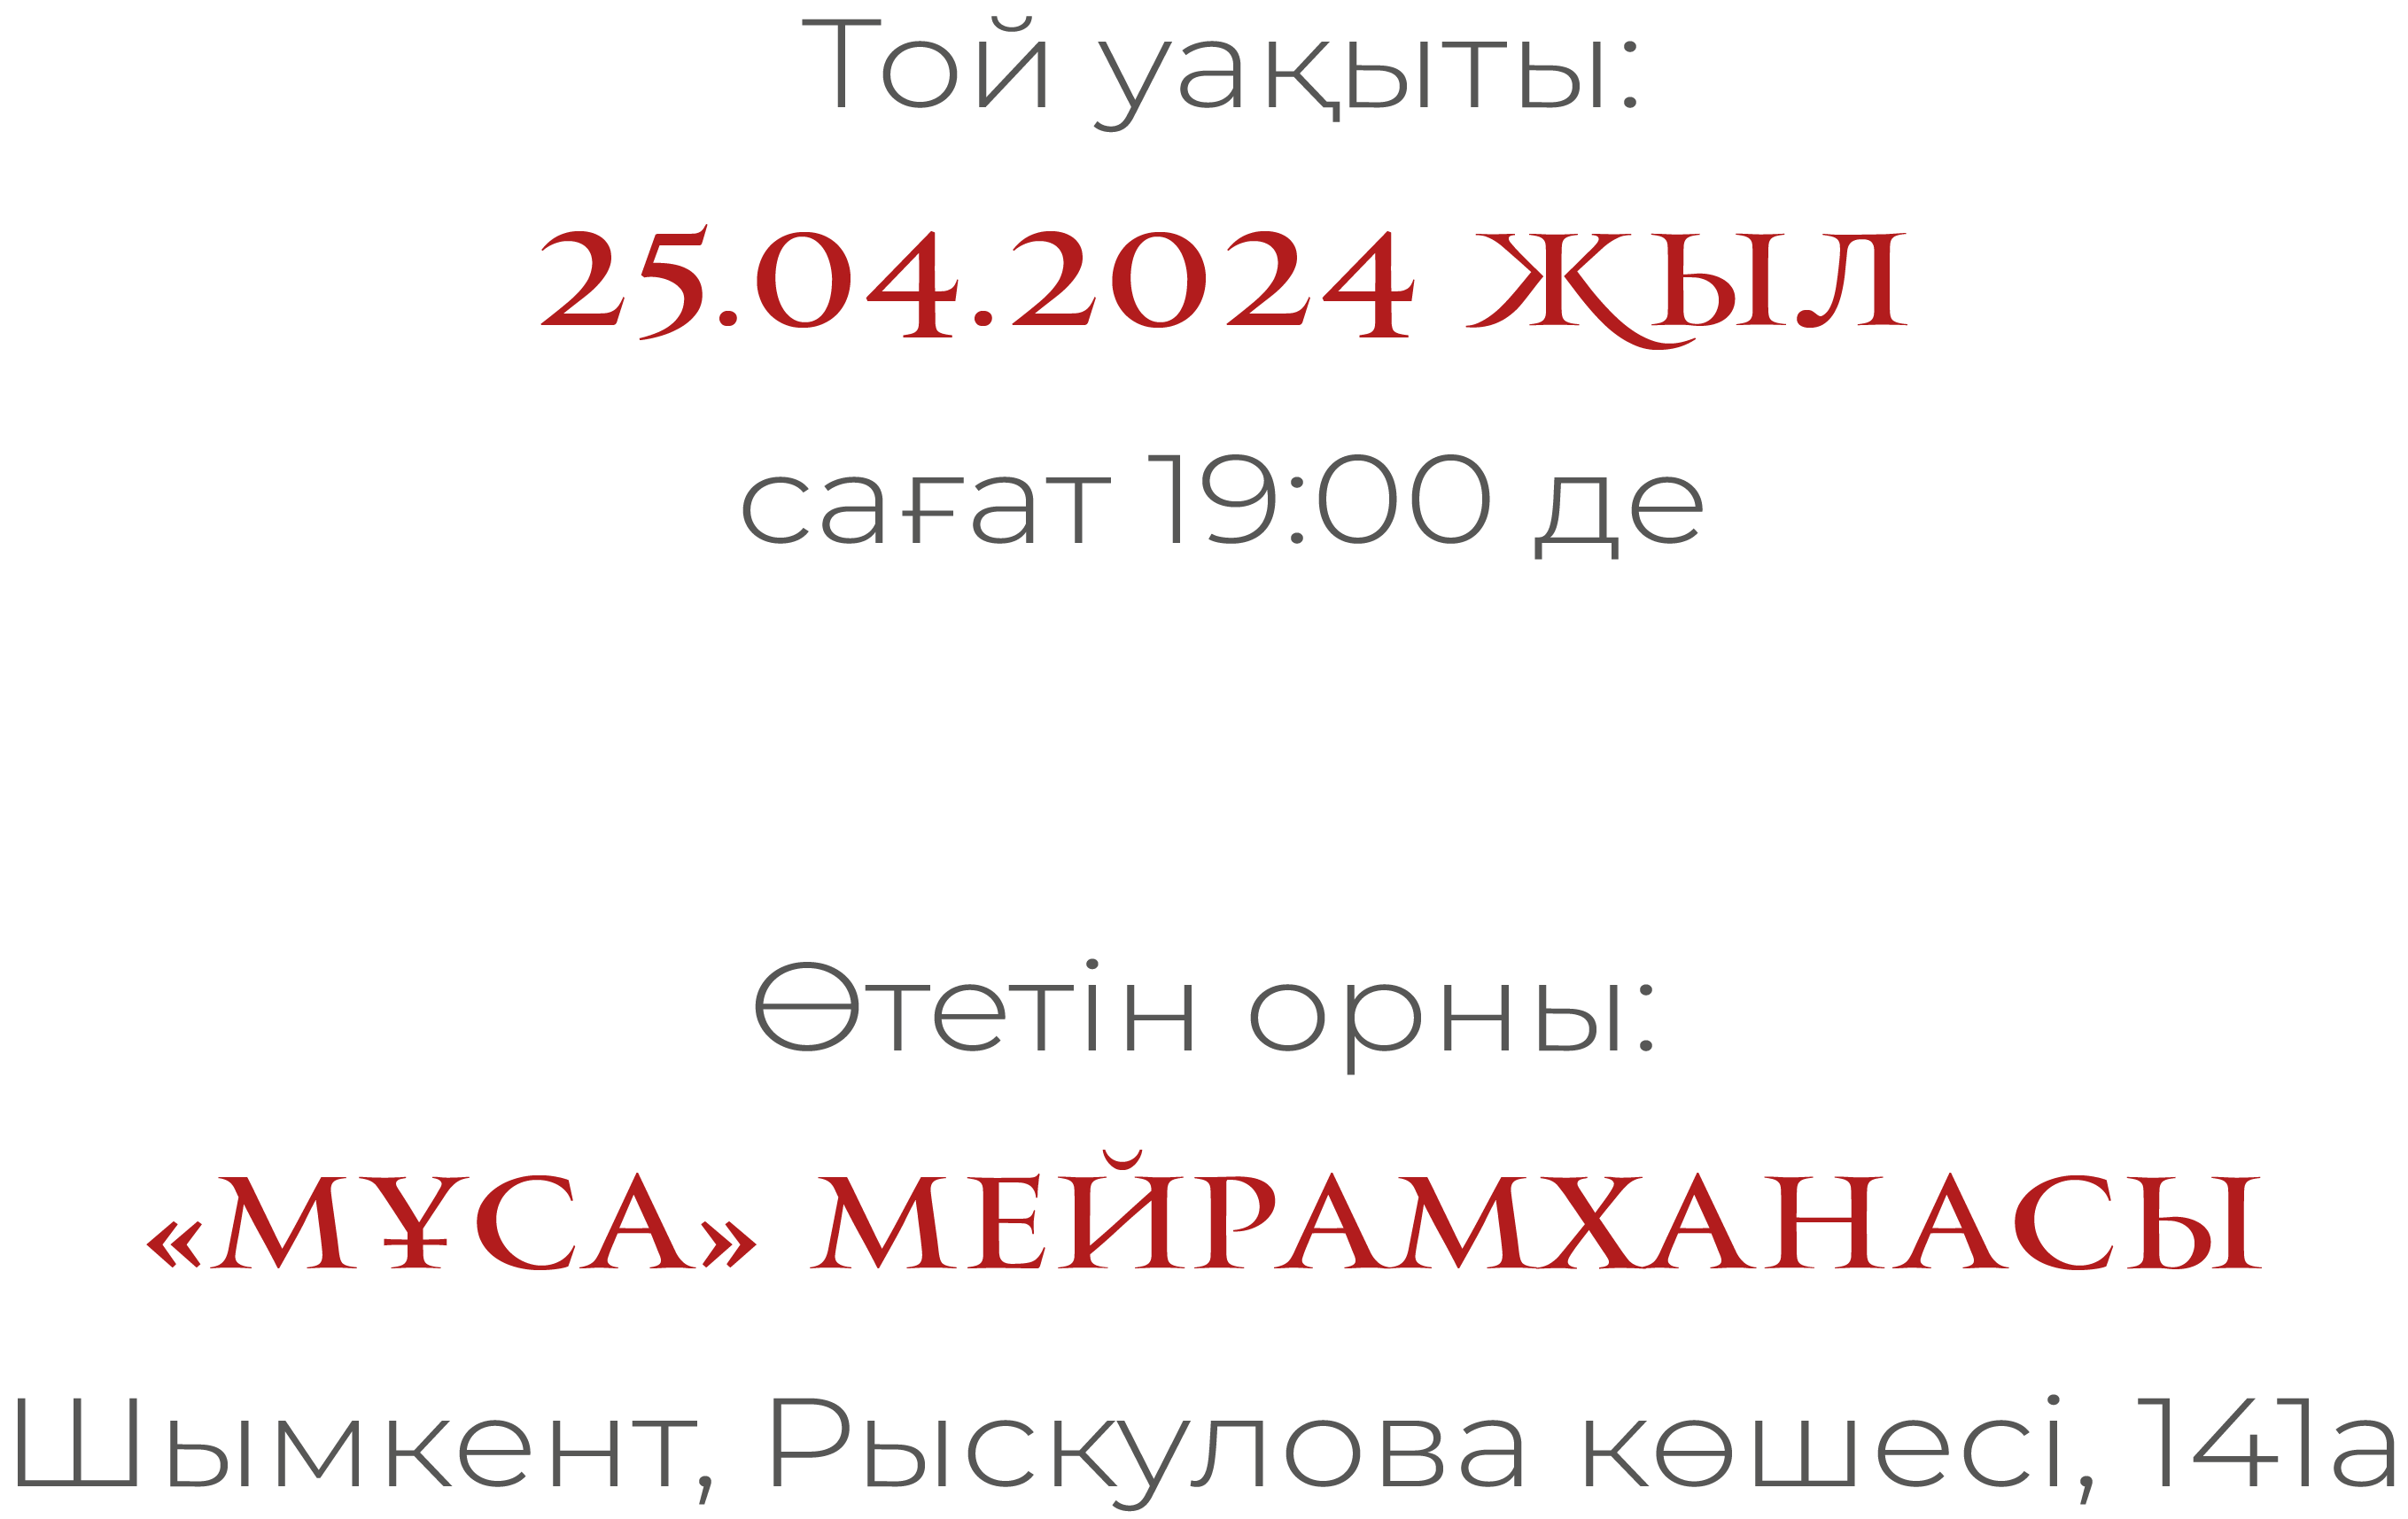 Той уақыты:
25.04.2024 ЖЫЛ
сағат 19:00 де
Өтетін орны:
«МҰСА» МЕЙРАМХАНАСЫ
Шымкент, Рыскулова көшесі, 141а